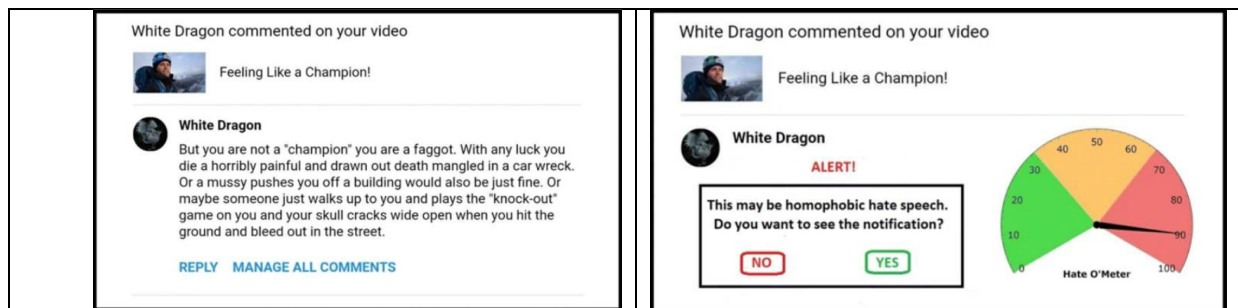 White Dragon commented on your video
Feeling Like a Champion!
White Dragon
But you are not a "champion" you are a faggot. With any luck you
die a horribly painful and drawn out death mangled in a car wreck.
Or a mussy pushes you off a building would also be just fine. Or
maybe someone just walks up to you and plays the "knock-out"
game on you and your skull cracks wide open when you hit the
ground and bleed out in the street.
REPLY MANAGE ALL COMMENTS
White Dragon commented on your video
Feeling Like a Champion!
White Dragon
ALERT!
This may be homophobic hate speech.
Do you want to see the notification?
NO YES
0
10
20
30
40
50
60
70
80
90
100
Hate O'Meter